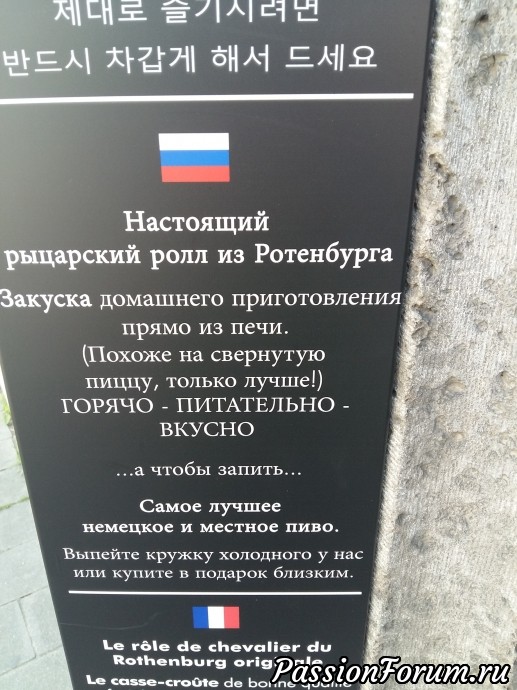 제대로 즐기시려면
반드시 차갑게 해서 드세요
Настоящий
рыцарский ролл из Ротенбурга
Закуска домашнего приготовления
прямо из печи.
(Похоже на свернутую
пиццу, только лучше!)
ГОРЯЧО - ПИТАТЕЛЬНО -
ВКУСНО
...а чтобы запить...
Самое лучшее
немецкое и местное пиво.
Выпейте кружку холодного у нас
или купите в подарок близким.
Le rôle de chevalier du
Rothenburg originale
Le casse-croûte de bonne qualité
PassionForum.ru